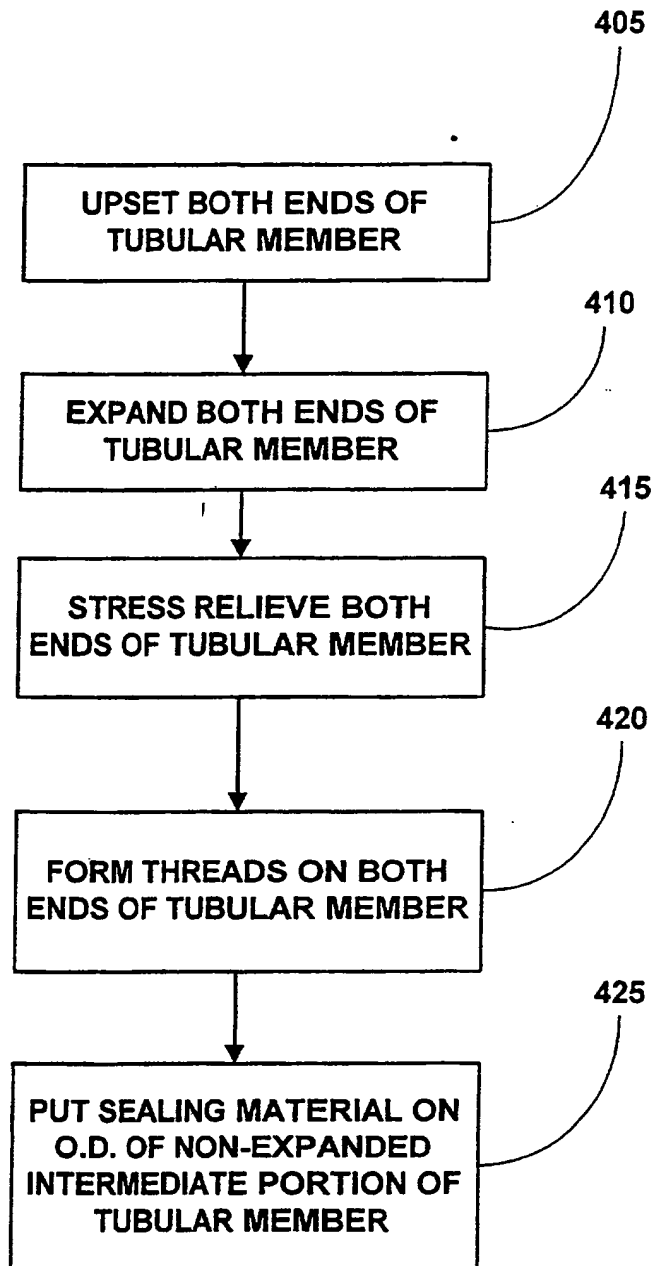 405
UPSET BOTH ENDS OF
TUBULAR MEMBER
410
EXPAND BOTH ENDS OF
TUBULAR MEMBER
415
STRESS RELIEVE BOTH
ENDS OF TUBULAR MEMBER
420
FORM THREADS ON BOTH
ENDS OF TUBULAR MEMBER
425
PUT SEALING MATERIAL ON
O.D. OF NON-EXPANDED
INTERMEDIATE PORTION OF
TUBULAR MEMBER